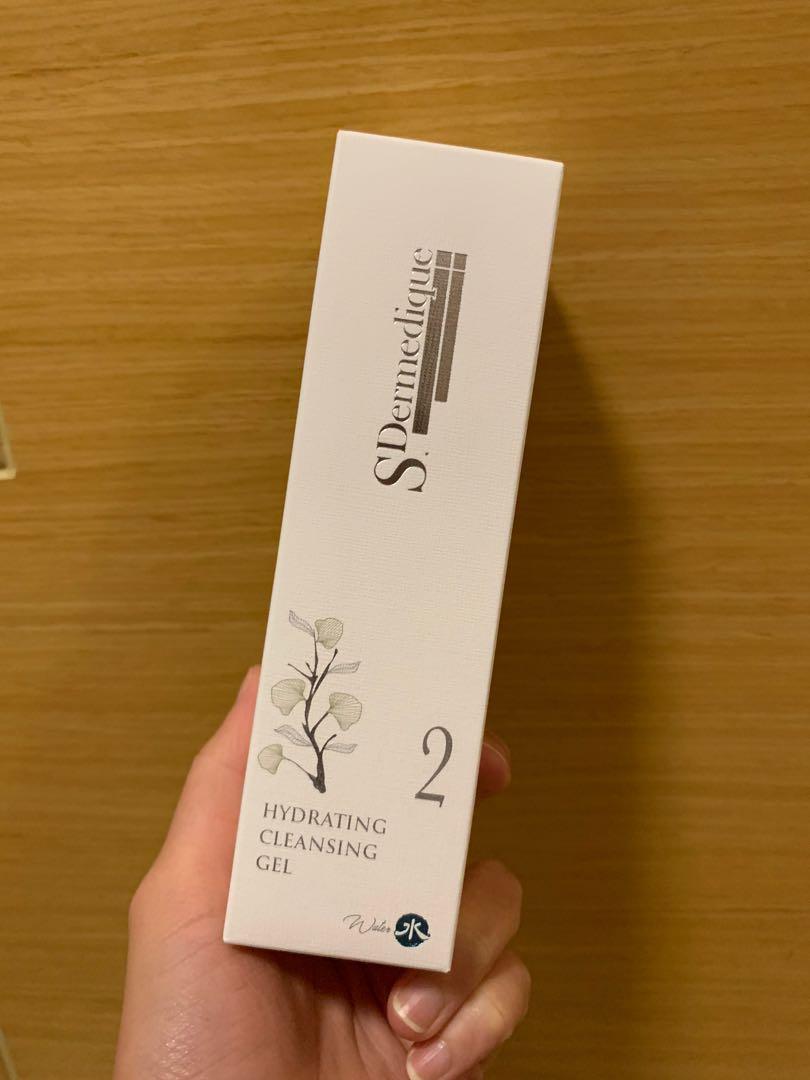 S. Dermedique
2
HYDRATING
CLEANSING
GEL
Water 水